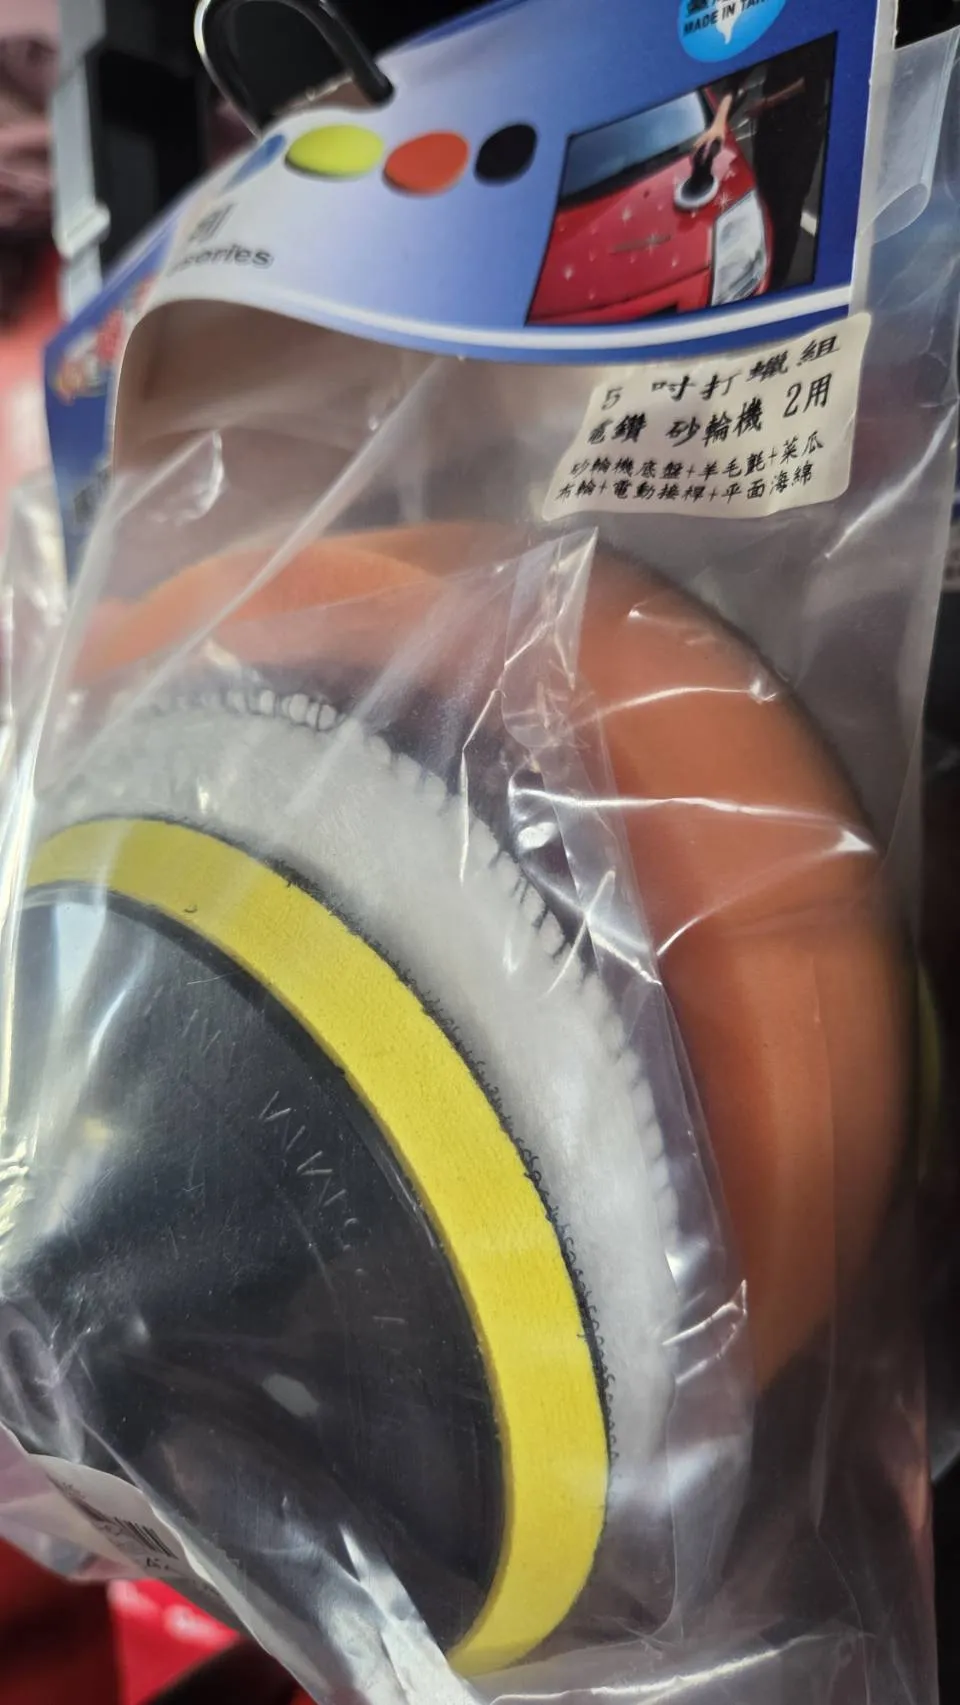 MADE IN TAI
series
5 吋打蠟組
電鑽 砂輪機 2用
砂輪機底盤+羊毛氈+菜瓜
布輪+電動接桿+平面海綿